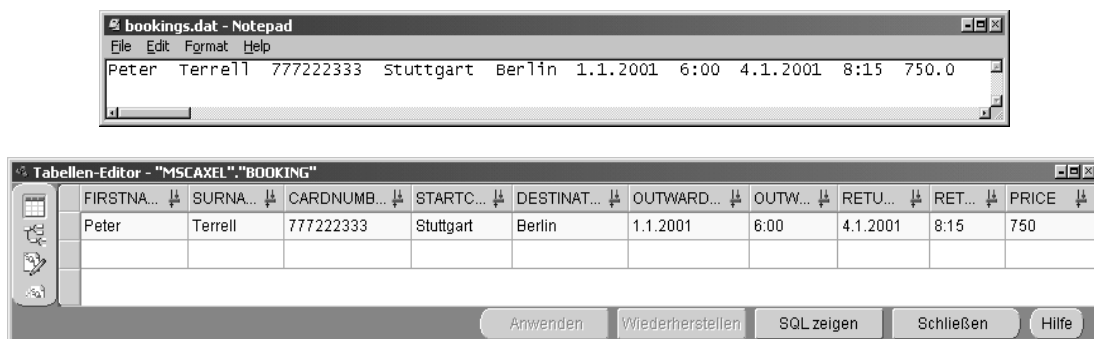 bookings.dat - Notepad
File Edit Format Help
Peter Terrell 777222333 Stuttgart Berlin 1.1.2001 6:00 4.1.2001 8:15 750.0
Tabellen-Editor - "MSCAXEL"."BOOKING"
FIRSTNA... SURNA... CARDNUMB... STARTC... DESTINAT... OUTWARD... OUTW... RETU... RET... PRICE
Peter Terrell 777222333 Stuttgart Berlin 1.1.2001 6:00 4.1.2001 8:15 750
Anwenden Wiederherstellen SQL zeigen Schließen Hilfe